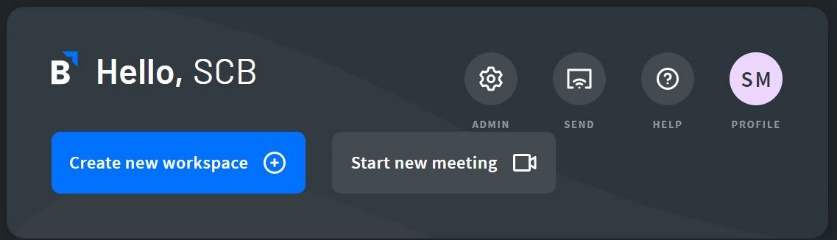 B Hello, SCB
SM
ADMIN SEND HELP PROFILE
Create new workspace Start new meeting